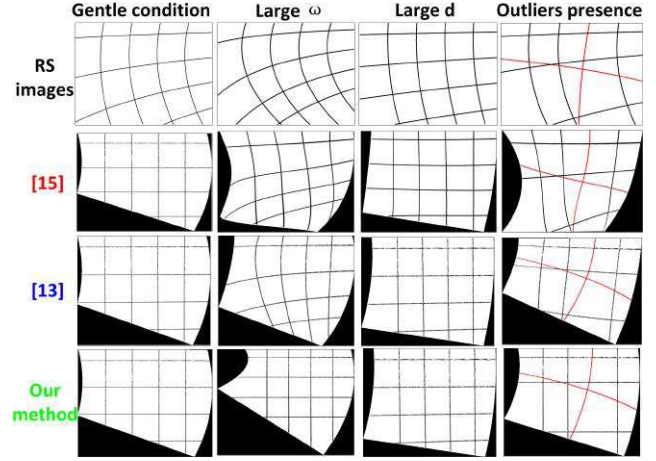 Gentle condition Large ω Large d Outliers presence
RS
images
[15]
[13]
Our
method